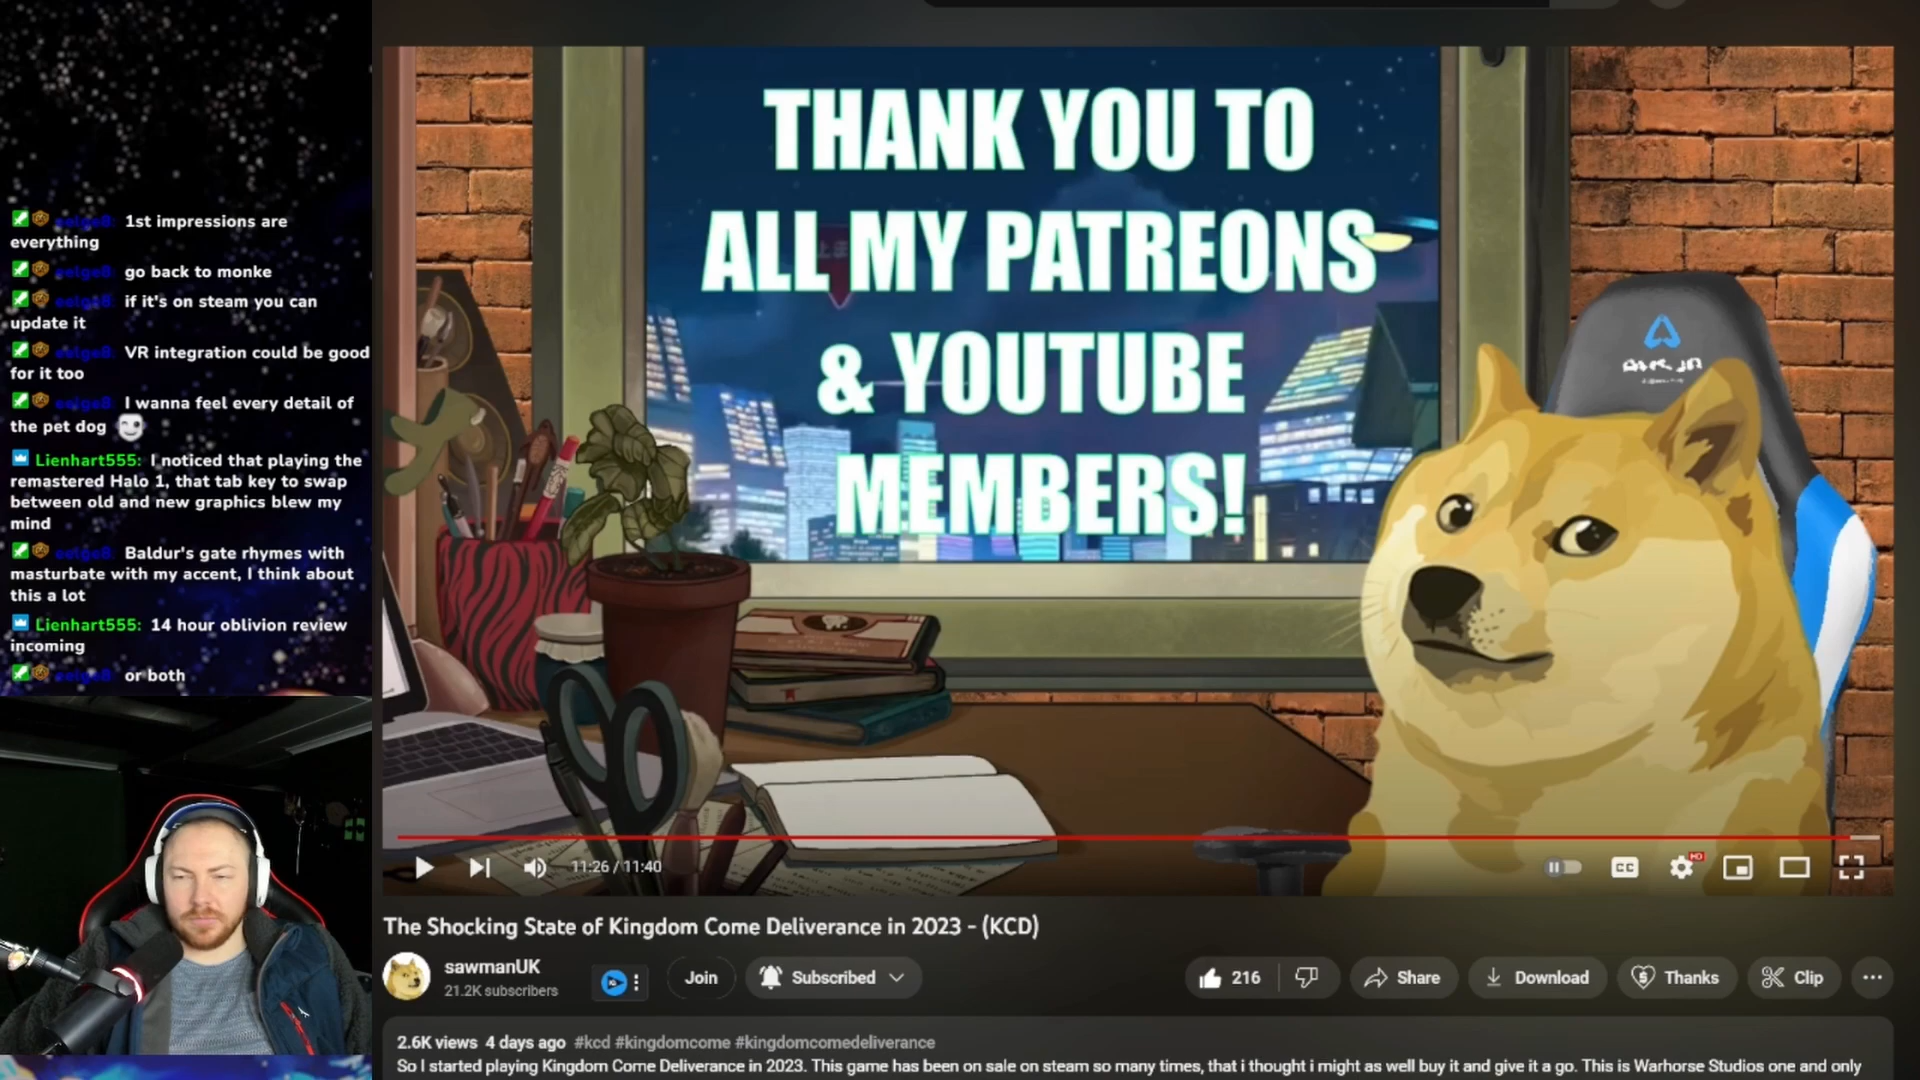 1st impressions are
everything
go back to monke
if it's on steam you can
update it
VR integration could be good
for it too
I wanna feel every detail of
the pet dog
Lienhart555: I noticed that playing the
remastered Halo 1, that tab key to swap
between old and new graphics blew my
mind
Baldur's gate rhymes with
masturbate with my accent, I think about
this a lot
Lienhart555: 14 hour oblivion review
incoming
or both
THANK YOU TO
ALL MY PATREONS
& YOUTUBE
MEMBERS!
11:26 / 11:40
CC
HD
The Shocking State of Kingdom Come Deliverance in 2023 - (KCD)
sawmanUK
21.2K subscribers
Join
Subscribed
216
Share
Download
Thanks
Clip
2.6K views 4 days ago #kcd #kingdomcome #kingdomcomedeliverance
So I started playing Kingdom Come Deliverance in 2023. This game has been on sale on steam so many times, that i thought i might as well buy it and give it a go. This is Warhorse Studios one and only